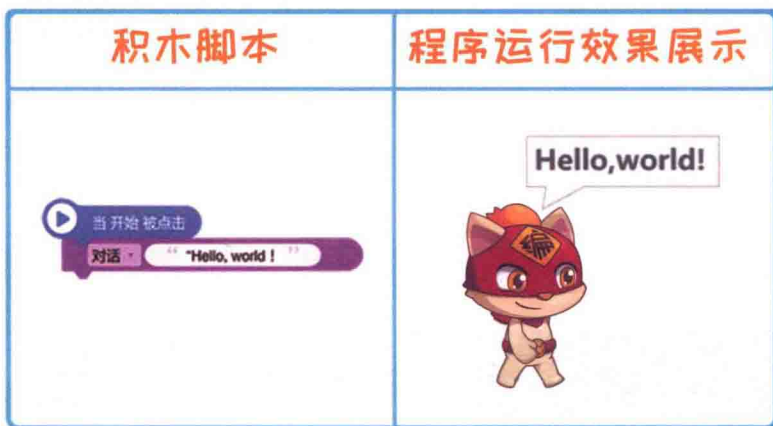 积木脚本
程序运行效果展示
当 开始 被点击
对话 “ "Hello, world！ ”
Hello,world!
编